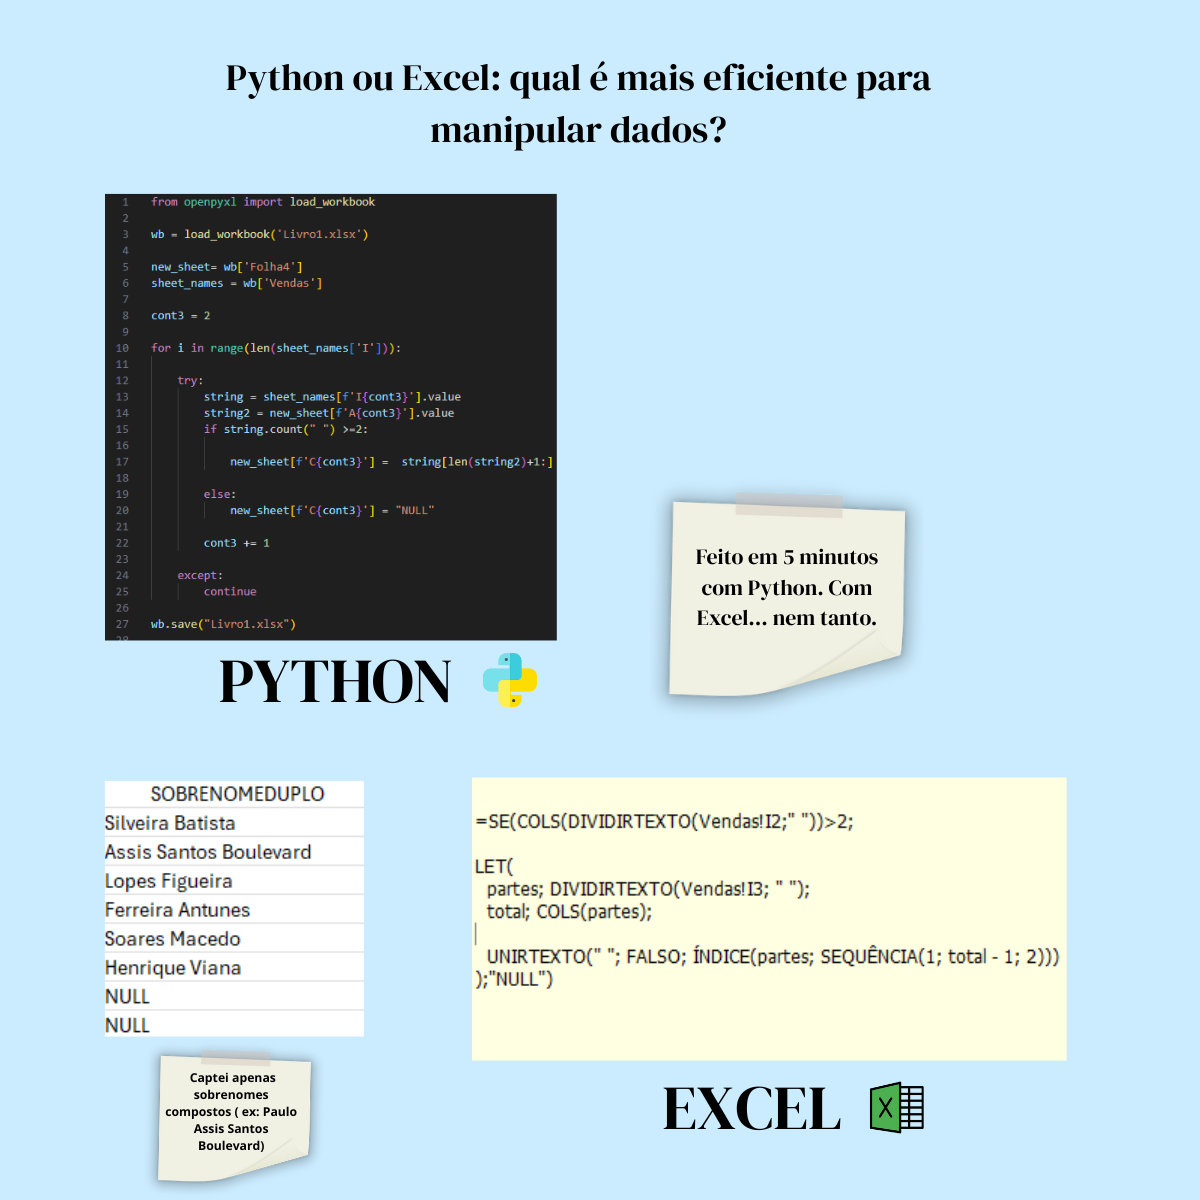 Python ou Excel: qual é mais eficiente para
manipular dados?
1 from openpyxl import load_workbook
2
3 wb = load_workbook('Livro1.xlsx')
4
5 new_sheet= wb['Folha4']
6 sheet_names = wb['Vendas']
7
8 cont3 = 2
9
10 for i in range(len(sheet_names['I'])):
11
12 try:
13 string = sheet_names[f'I{cont3}'].value
14 string2 = new_sheet[f'A{cont3}'].value
15 if string.count(" ") >=2:
16
17 new_sheet[f'C{cont3}'] = string[len(string2)+1:]
18
19 else:
20 new_sheet[f'C{cont3}'] = "NULL"
21
22 cont3 += 1
23
24 except:
25 continue
26
27 wb.save("Livro1.xlsx")
28
PYTHON
Feito em 5 minutos
com Python. Com
Excel... nem tanto.
SOBRENOMEDUPLO
Silveira Batista
Assis Santos Boulevard
Lopes Figueira
Ferreira Antunes
Soares Macedo
Henrique Viana
NULL
NULL
Captei apenas
sobrenomes
compostos ( ex: Paulo
Assis Santos
Boulevard)
=SE(COLS(DIVIDIRTEXTO(Vendas!I2;" "))>2;
LET(
partes; DIVIDIRTEXTO(Vendas!I3; " ");
total; COLS(partes);
UNIRTEXTO(" "; FALSO; ÍNDICE(partes; SEQUÊNCIA(1; total - 1; 2)))
);"NULL")
EXCEL
X